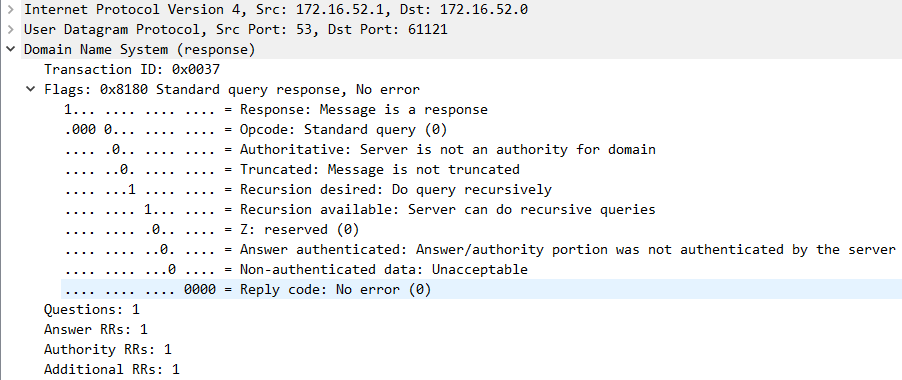 Internet Protocol Version 4, Src: 172.16.52.1, Dst: 172.16.52.0
User Datagram Protocol, Src Port: 53, Dst Port: 61121
Domain Name System (response)
Transaction ID: 0x0037
Flags: 0x8180 Standard query response, No error
1... .... .... .... = Response: Message is a response
.000 0... .... .... = Opcode: Standard query (0)
.... .0.. .... .... = Authoritative: Server is not an authority for domain
.... ..0. .... .... = Truncated: Message is not truncated
.... ...1 .... .... = Recursion desired: Do query recursively
.... .... 1... .... = Recursion available: Server can do recursive queries
.... .... .0.. .... = Z: reserved (0)
.... .... ..0. .... = Answer authenticated: Answer/authority portion was not authenticated by the server
.... .... ...0 .... = Non-authenticated data: Unacceptable
.... .... .... 0000 = Reply code: No error (0)
Questions: 1
Answer RRs: 1
Authority RRs: 1
Additional RRs: 1